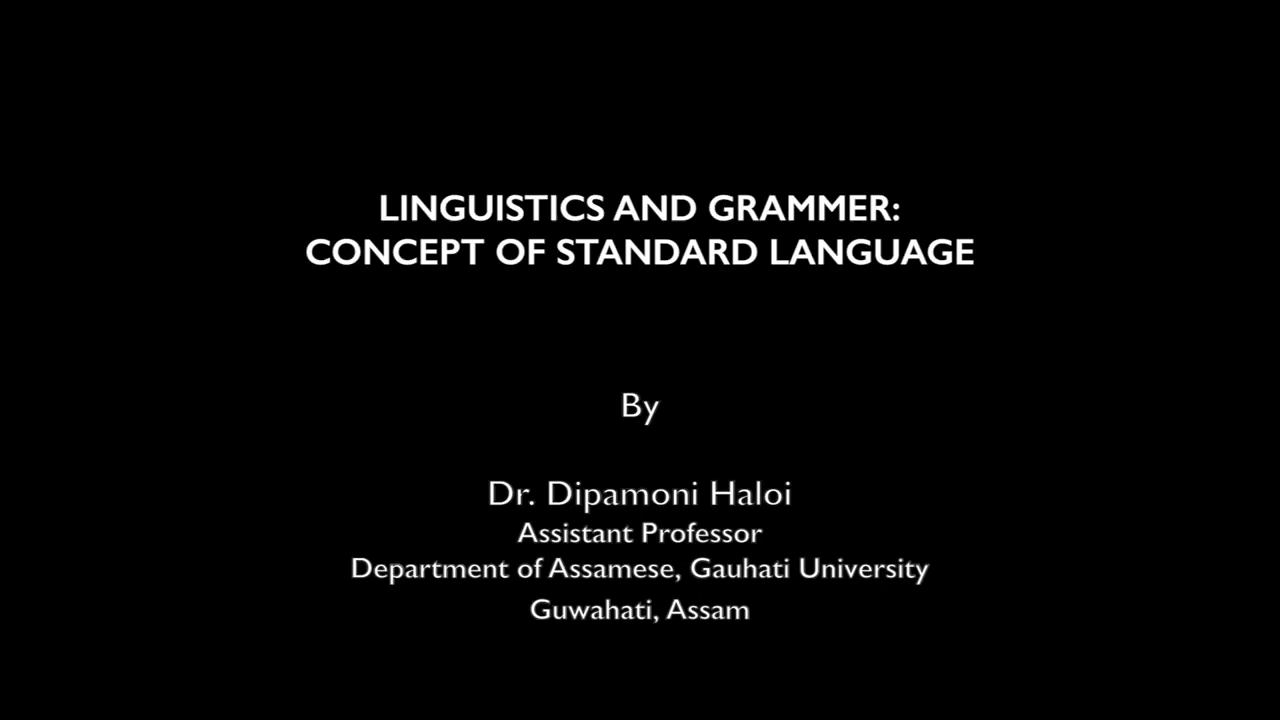 LINGUISTICS AND GRAMMER:
CONCEPT OF STANDARD LANGUAGE
By
Dr. Dipamoni Haloi
Assistant Professor
Department of Assamese, Gauhati University
Guwahati, Assam